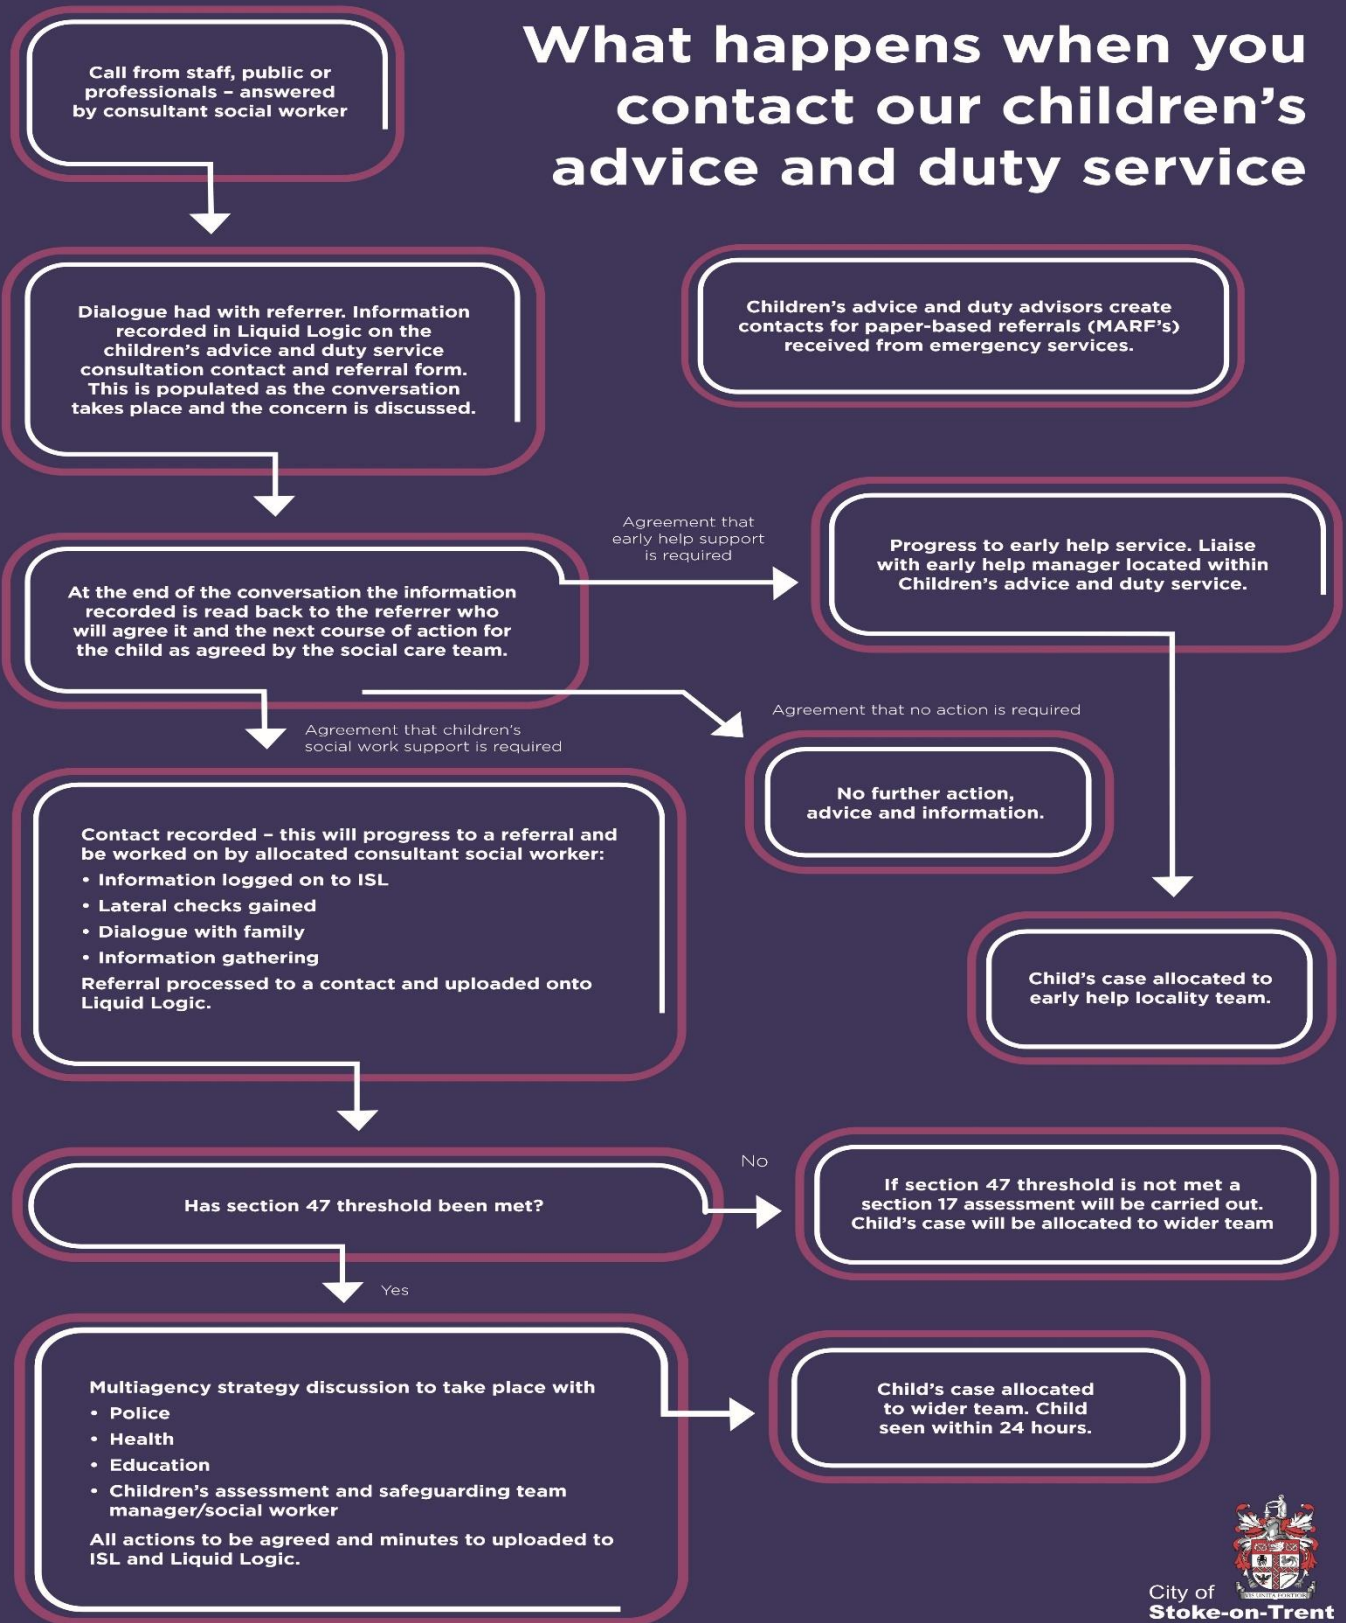 What happens when you
contact our children's
advice and duty service
Call from staff, public or
professionals – answered
by consultant social worker
Dialogue had with referrer. Information
recorded in Liquid Logic on the
children's advice and duty service
consultation contact and referral form.
This is populated as the conversation
takes place and the concern is discussed.
Children's advice and duty advisors create
contacts for paper-based referrals (MARF's)
received from emergency services.
At the end of the conversation the information
recorded is read back to the referrer who
will agree it and the next course of action for
the child as agreed by the social care team.
Agreement that
early help support
is required
Progress to early help service. Liaise
with early help manager located within
Children's advice and duty service.
Agreement that no action is required
No further action,
advice and information.
Child's case allocated to
early help locality team.
Agreement that children's
social work support is required
Contact recorded – this will progress to a referral and
be worked on by allocated consultant social worker:
• Information logged on to ISL
• Lateral checks gained
• Dialogue with family
• Information gathering
Referral processed to a contact and uploaded onto
Liquid Logic.
Has section 47 threshold been met?
No
If section 47 threshold is not met a
section 17 assessment will be carried out.
Child's case will be allocated to wider team
Yes
Multiagency strategy discussion to take place with
• Police
• Health
• Education
• Children's assessment and safeguarding team
manager/social worker
All actions to be agreed and minutes to uploaded to
ISL and Liquid Logic.
Child's case allocated
to wider team. Child
seen within 24 hours.
City of
Stoke-on-Trent